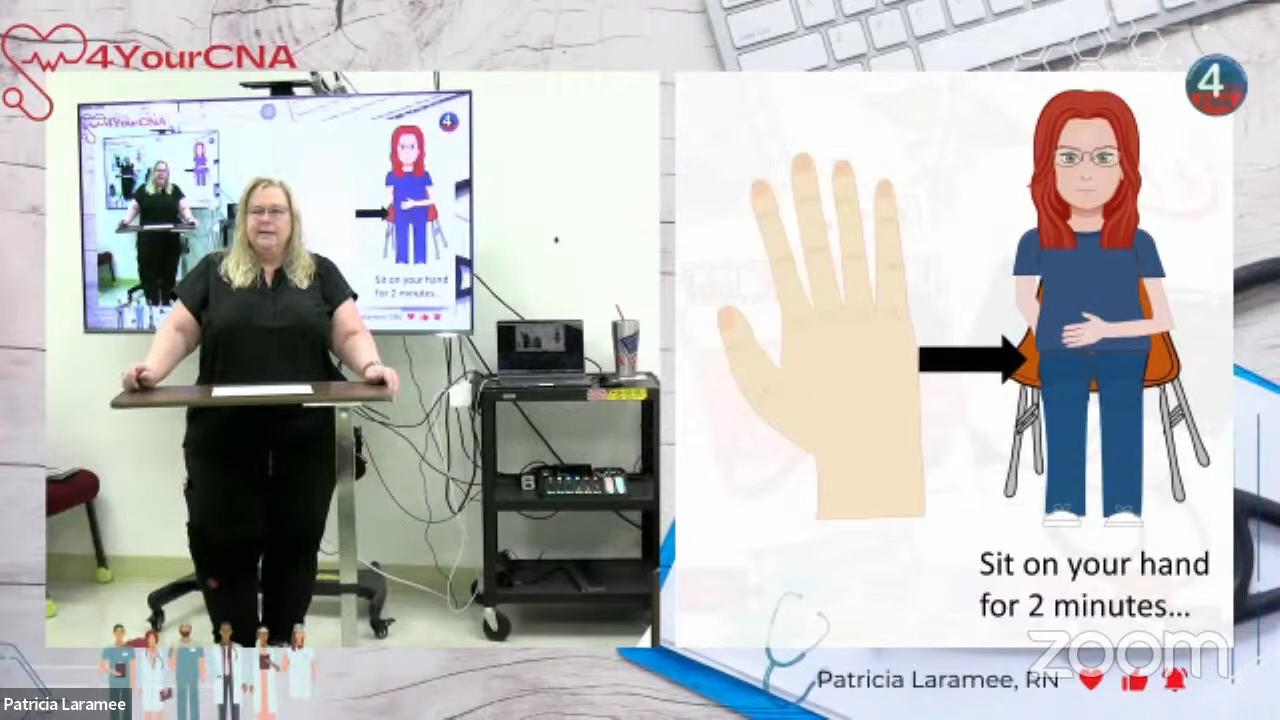 4YourCNA
4
4YourCNA
4
Sit on your hand
for 2 minutes...
Sit on your hand
for 2 minutes...
zoom
Patricia Laramee, RN
Patricia Laramee